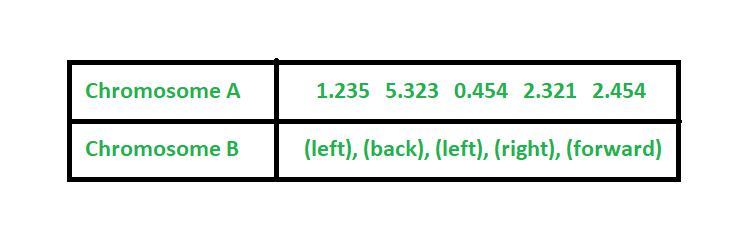 Chromosome A 1.235 5.323 0.454 2.321 2.454
Chromosome B (left), (back), (left), (right), (forward)